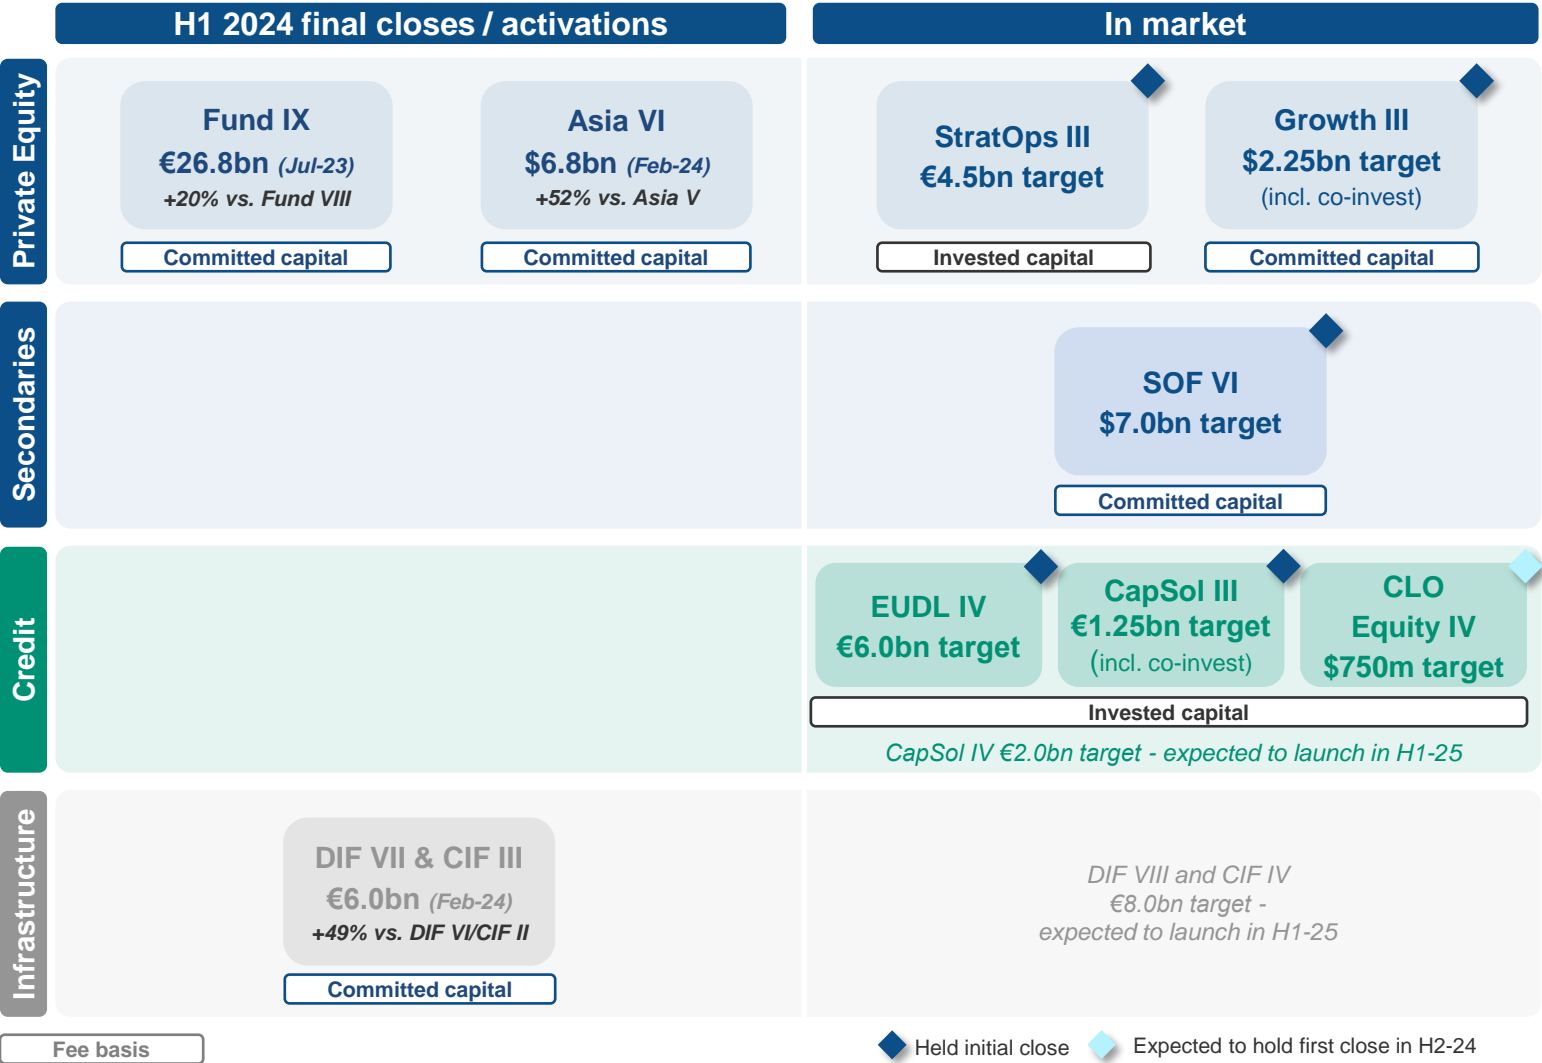 H1 2024 final closes / activations
In market
Private Equity
Fund IX
€26.8bn (Jul-23)
+20% vs. Fund VIII
Committed capital
Asia VI
$6.8bn (Feb-24)
+52% vs. Asia V
Committed capital
StratOps III
€4.5bn target
Invested capital
Growth III
$2.25bn target
(incl. co-invest)
Committed capital
Secondaries
SOF VI
$7.0bn target
Committed capital
Credit
EUDL IV
€6.0bn target
CapSol III
€1.25bn target
(incl. co-invest)
CLO
Equity IV
$750m target
Invested capital
CapSol IV €2.0bn target - expected to launch in H1-25
Infrastructure
DIF VII & CIF III
€6.0bn (Feb-24)
+49% vs. DIF VI/CIF II
Committed capital
DIF VIII and CIF IV
€8.0bn target -
expected to launch in H1-25
Fee basis
Held initial close
Expected to hold first close in H2-24